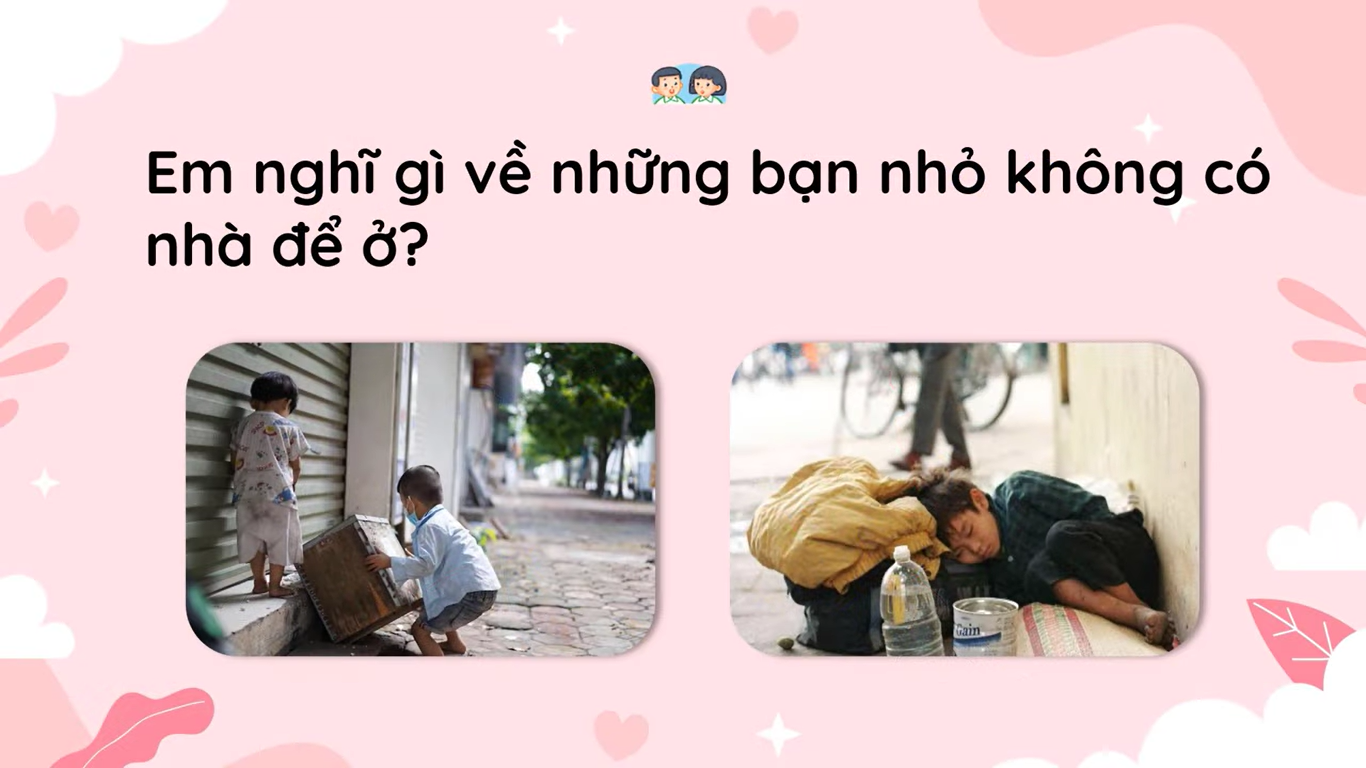 Em nghĩ gì về những bạn nhỏ không có
nhà để ở?
Gain